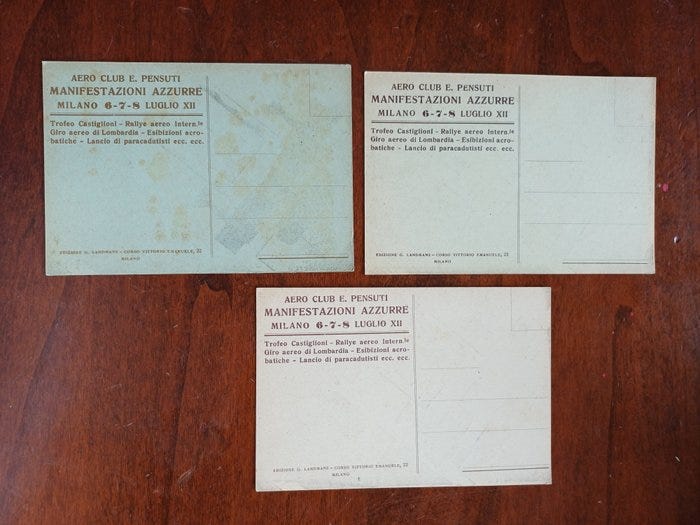 AERO CLUB E. PENSUTI
MANIFESTAZIONI AZZURRE
MILANO 6-7-8 LUGLIO XII
Trofeo Castiglioni - Rallye aereo Intern.le
Giro aereo di Lombardia - Esibizioni acro-
batiche - Lancio di paracadutisti ecc. ecc.
EDIZIONE G. LANDMANN - CORSO VITTORIO EMANUELE, 22
MILANO
AERO CLUB E. PENSUTI
MANIFESTAZIONI AZZURRE
MILANO 6-7-8 LUGLIO XII
Trofeo Castiglioni - Rallye aereo Intern.le
Giro aereo di Lombardia - Esibizioni acro-
batiche - Lancio di paracadutisti ecc. ecc.
EDIZIONE G. LANDMANN - CORSO VITTORIO EMANUELE, 22
MILANO
AERO CLUB E. PENSUTI
MANIFESTAZIONI AZZURRE
MILANO 6-7-8 LUGLIO XII
Trofeo Castiglioni - Rallye aereo Intern.le
Giro aereo di Lombardia - Esibizioni acro-
batiche - Lancio di paracadutisti ecc. ecc.
EDIZIONE G. LANDMANN - CORSO VITTORIO EMANUELE, 22
MILANO